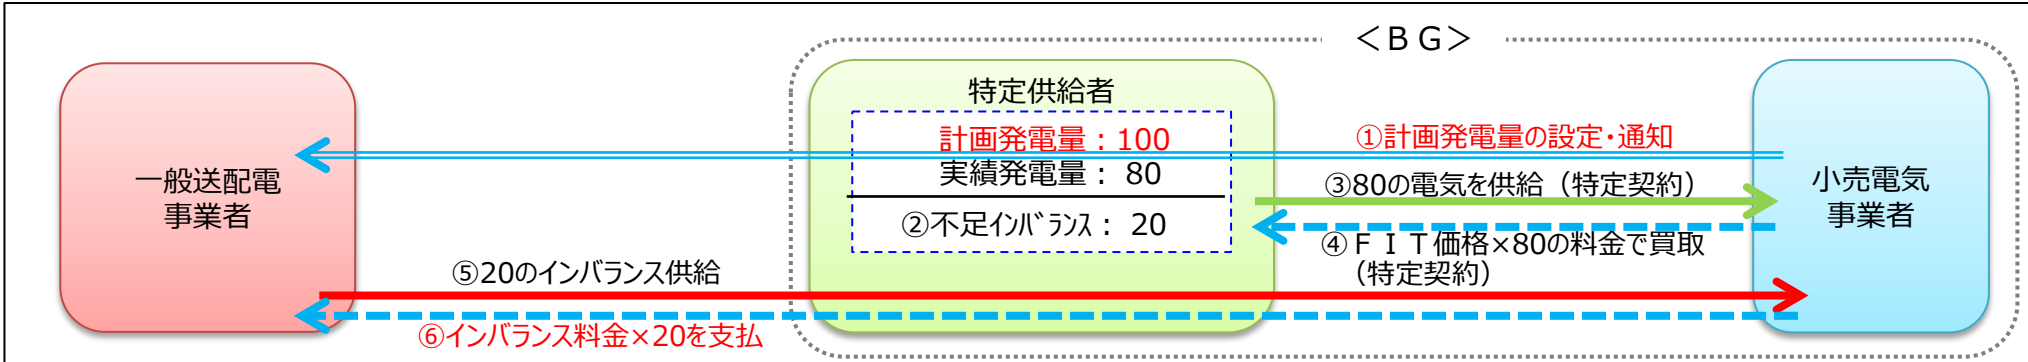 ＜ＢＧ＞
特定供給者
計画発電量：100
実績発電量： 80
②不足ｲﾝﾊﾞﾗﾝｽ： 20
一般送配電
事業者
①計画発電量の設定・通知
③80の電気を供給（特定契約）
④ＦＩＴ価格×80の料金で買取
（特定契約）
小売電気
事業者
⑤20のインバランス供給
⑥インバランス料金×20を支払